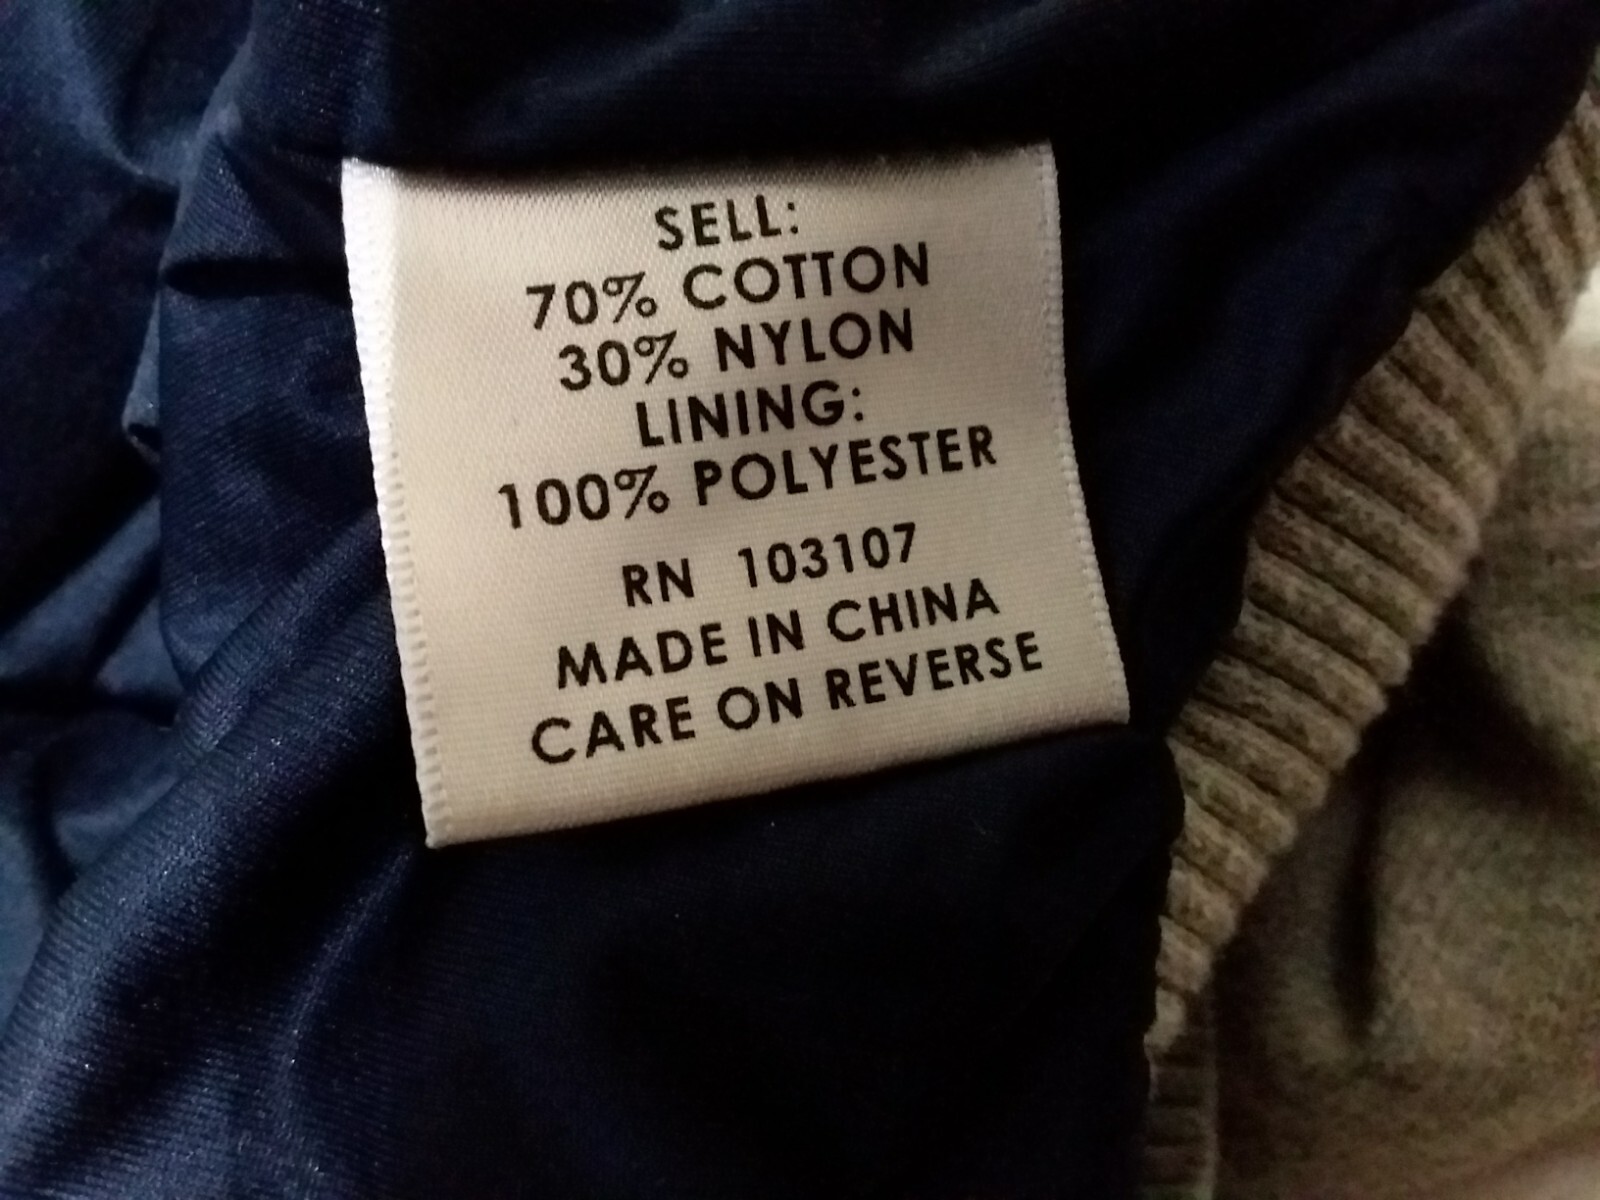 SELL:
70% COTTON
30% NYLON
LINING:
100% POLYESTER
RN 103107
MADE IN CHINA
CARE ON REVERSE